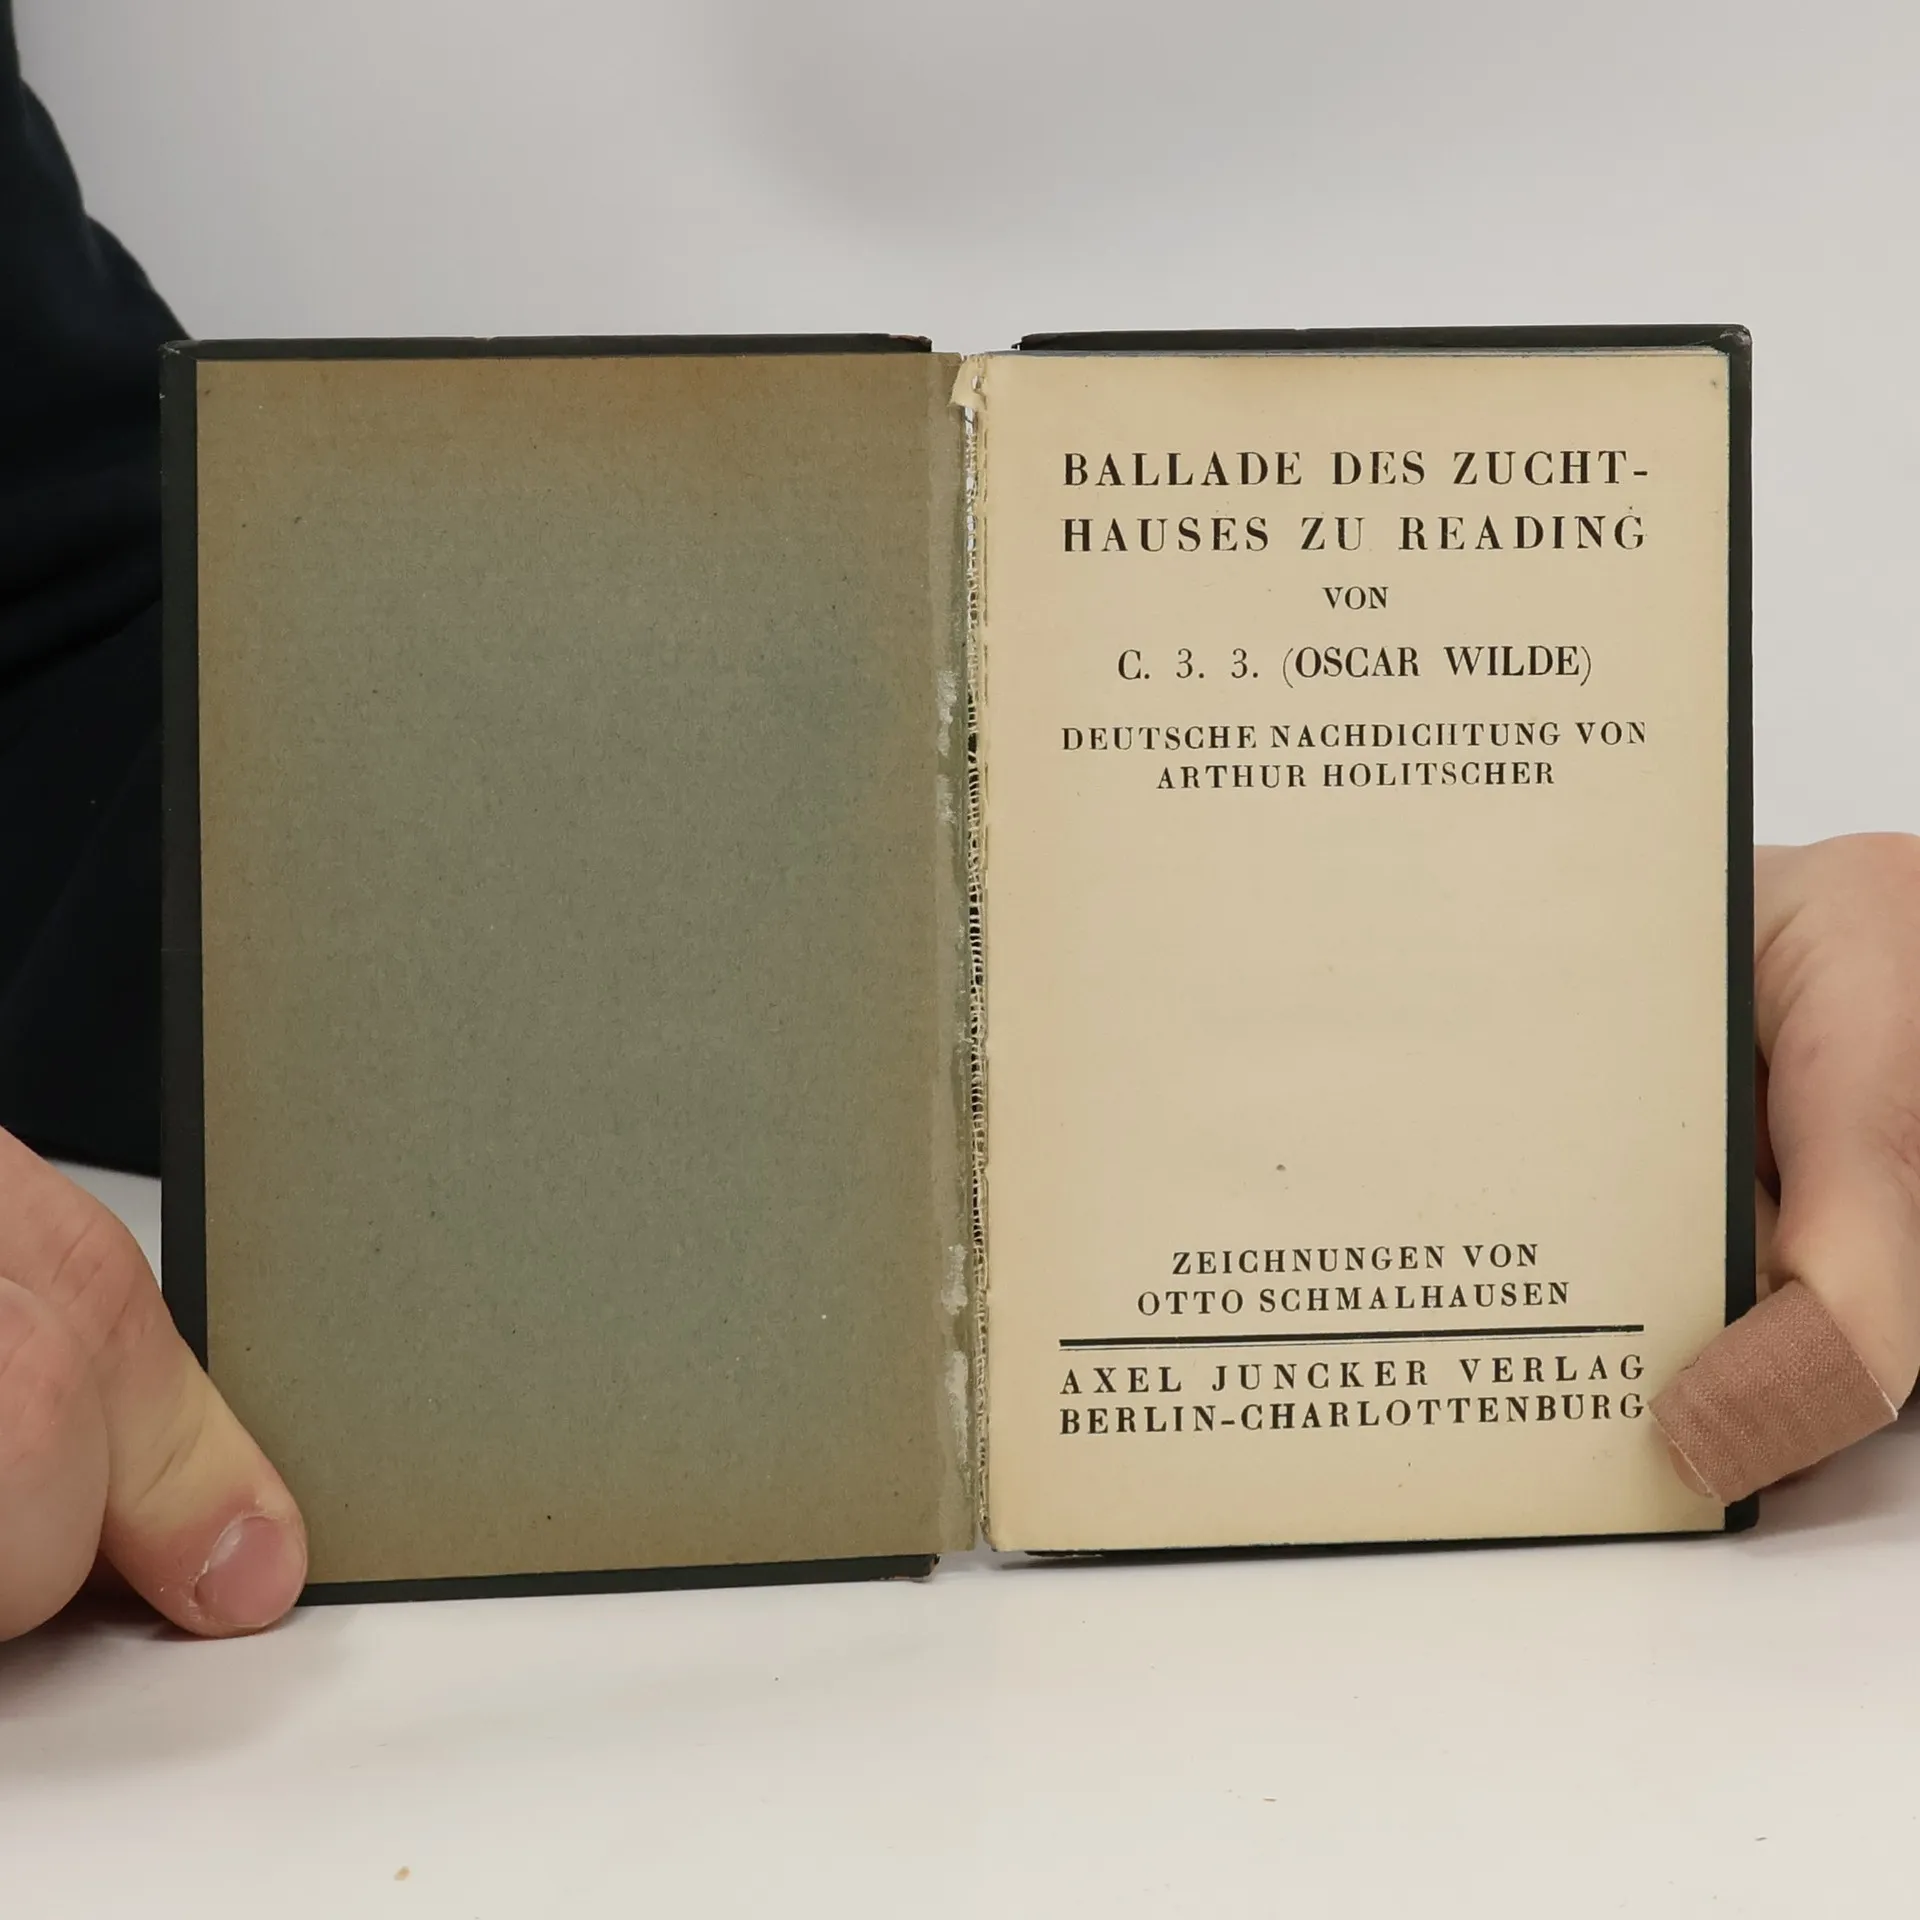 BALLADE DES ZUCHT-
HAUSES ZU READING
VON
C. 3. 3. (OSCAR WILDE)
DEUTSCHE NACHDICHTUNG VON
ARTHUR HOLITSCHER
ZEICHNUNGEN VON
OTTO SCHMALHAUSEN
AXEL JUNCKER VERLAG
BERLIN-CHARLOTTENBURG